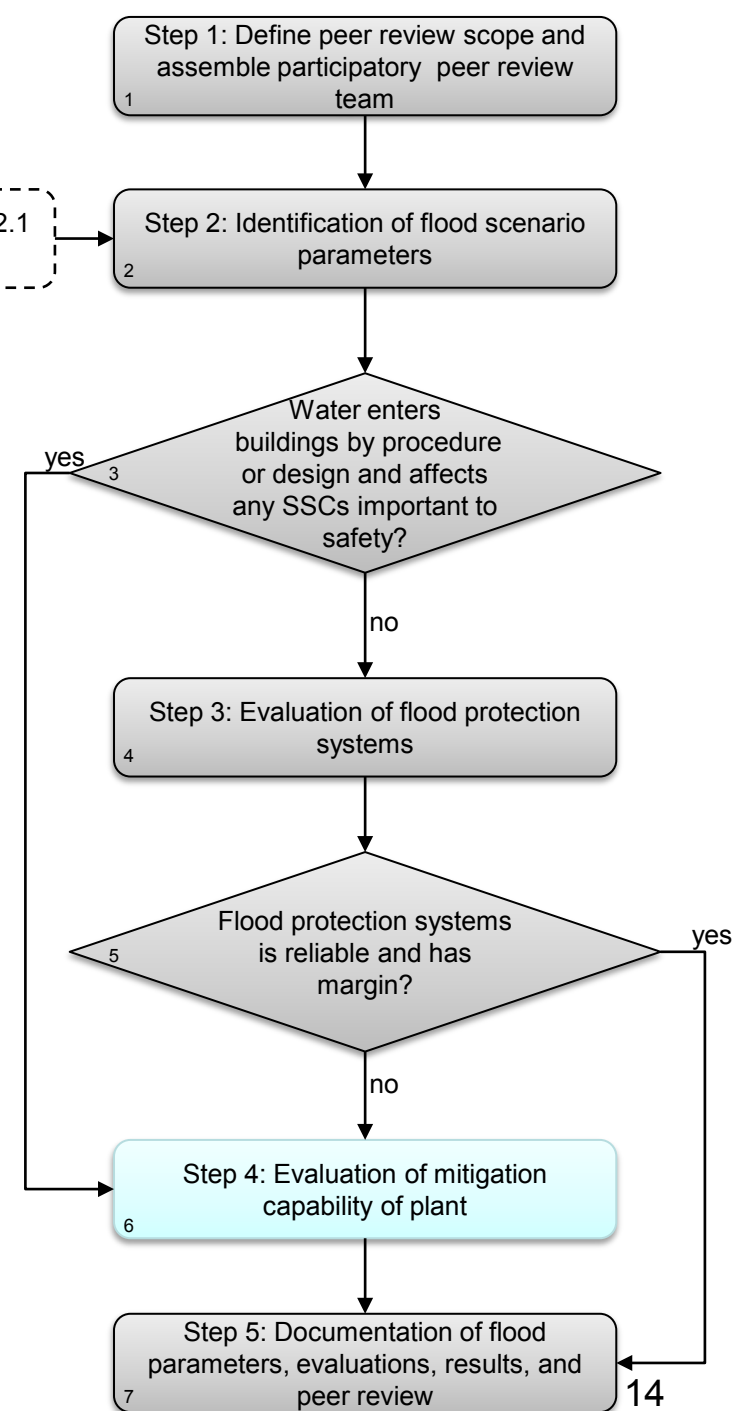 Step 1: Define peer review scope and
assemble participatory peer review
team
1
2.1
Step 2: Identification of flood scenario
parameters
2
Water enters
buildings by procedure
or design and affects
any SSCs important to
safety?
3
yes
no
Step 3: Evaluation of flood protection
systems
4
Flood protection systems
is reliable and has
margin?
5
yes
no
Step 4: Evaluation of mitigation
capability of plant
6
Step 5: Documentation of flood
parameters, evaluations, results, and
peer review
7
14